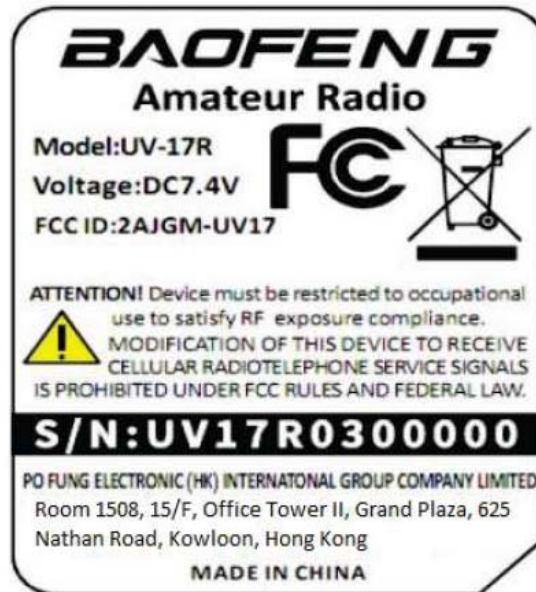 BAOFENG
Amateur Radio
Model:UV-17R
Voltage:DC7.4V
FCC ID:2AJGM-UV17
FC
ATTENTION! Device must be restricted to occupational
use to satisfy RF exposure compliance.
MODIFICATION OF THIS DEVICE TO RECEIVE
CELLULAR RADIOTELEPHONE SERVICE SIGNALS
IS PROHIBITED UNDER FCC RULES AND FEDERAL LAW.
S/N:UV17R0300000
PO FUNG ELECTRONIC (HK) INTERNATONAL GROUP COMPANY LIMITED
Room 1508, 15/F, Office Tower II, Grand Plaza, 625
Nathan Road, Kowloon, Hong Kong
MADE IN CHINA